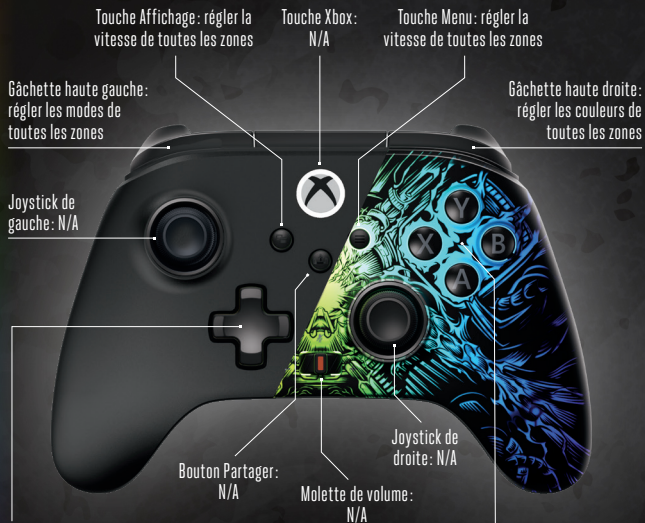 Touche Affichage: régler la
vitesse de toutes les zones
Touche Xbox:
N/A
Touche Menu: régler la
vitesse de toutes les zones
Gâchette haute gauche:
régler les modes de
toutes les zones
Gâchette haute droite:
régler les couleurs de
toutes les zones
Joystick de
gauche: N/A
Y
X
B
A
Joystick de
droite: N/A
Bouton Partager:
N/A
Molette de volume:
N/A